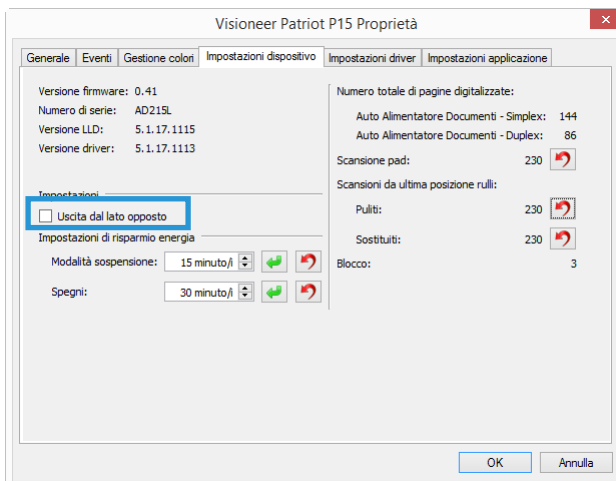 Visioneer Patriot P15 Proprietà
Generale Eventi Gestione colori Impostazioni dispositivo Impostazioni driver Impostazioni applicazione
Versione firmware: 0.41
Numero di serie: AD215L
Versione LLD: 5.1.17.1115
Versione driver: 5.1.17.1113
Impostazioni
Uscita dal lato opposto
Impostazioni di risparmio energia
Modalità sospensione: 15 minuto/i
Spegni: 30 minuto/i
Numero totale di pagine digitalizzate:
Auto Alimentatore Documenti - Simplex: 144
Auto Alimentatore Documenti - Duplex: 86
Scansione pad: 230
Scansioni da ultima posizione rulli:
Puliti: 230
Sostituiti: 230
Blocco: 3
OK Annulla